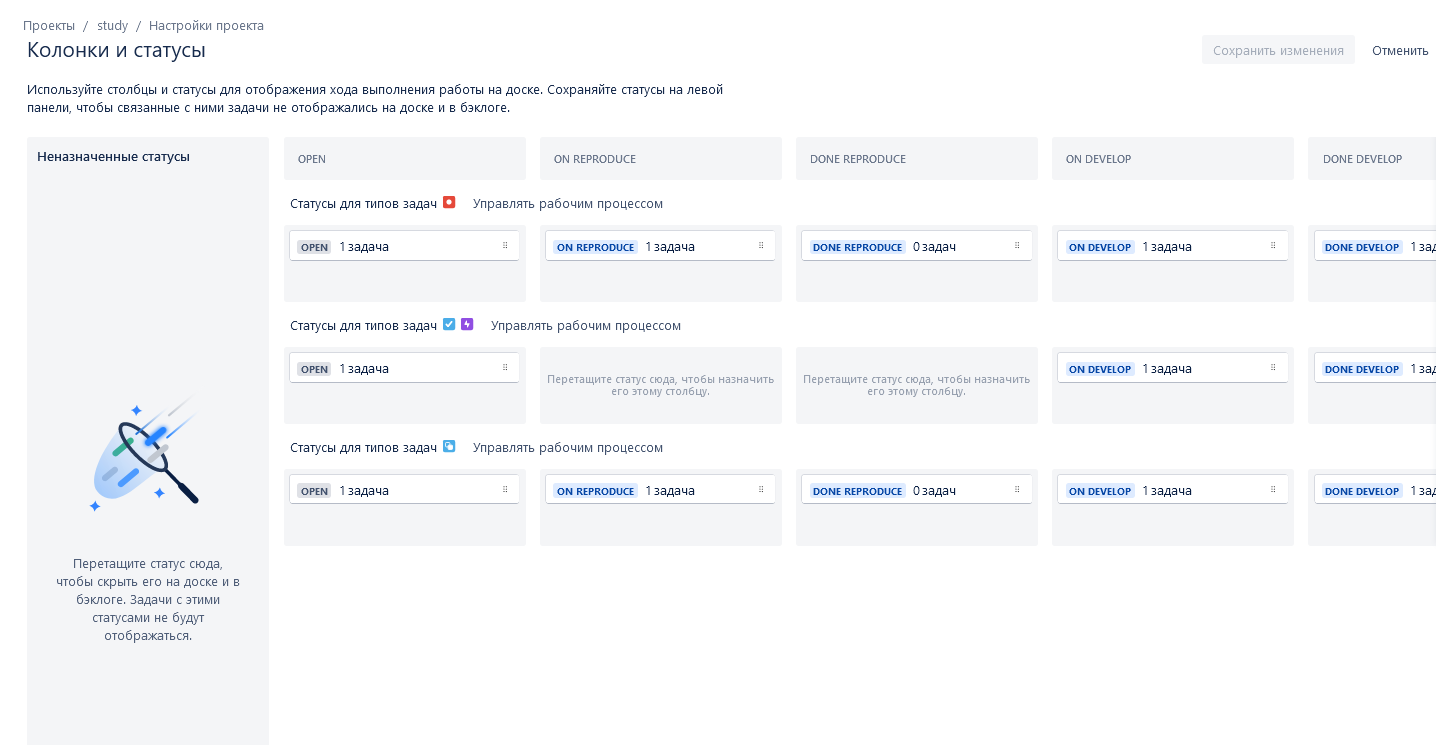 Проекты / study / Настройки проекта
Колонки и статусы
Сохранить изменения Отменить
Используйте столбцы и статусы для отображения хода выполнения работы на доске. Сохраняйте статусы на левой
панели, чтобы связанные с ними задачи не отображались на доске и в бэклоге.
Неназначенные статусы
OPEN ON REPRODUCE DONE REPRODUCE ON DEVELOP DONE DEVELOP
Статусы для типов задач Управлять рабочим процессом
OPEN 1 задача ON REPRODUCE 1 задача DONE REPRODUCE 0 задач ON DEVELOP 1 задача DONE DEVELOP 1 зад
Статусы для типов задач Управлять рабочим процессом
OPEN 1 задача ON DEVELOP 1 задача DONE DEVELOP 1 зад
Перетащите статус сюда, чтобы назначить
его этому столбцу.
Перетащите статус сюда, чтобы назначить
его этому столбцу.
Статусы для типов задач Управлять рабочим процессом
OPEN 1 задача ON REPRODUCE 1 задача DONE REPRODUCE 0 задач ON DEVELOP 1 задача DONE DEVELOP 1 зад
Перетащите статус сюда,
чтобы скрыть его на доске и в
бэклоге. Задачи с этими
статусами не будут
отображаться.